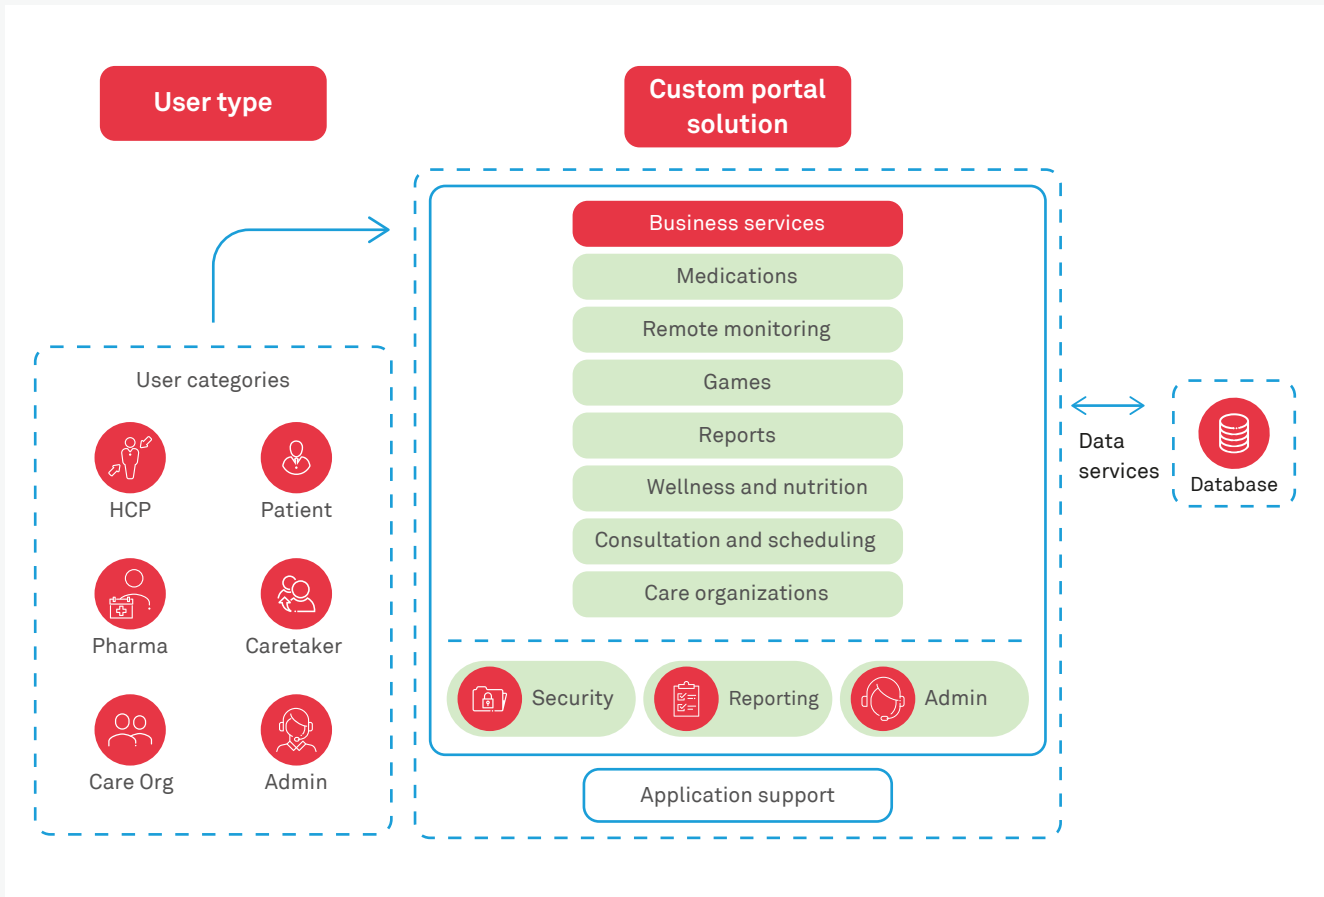 User type
Custom portal
solution
Business services
Medications
Remote monitoring
Games
Reports
Wellness and nutrition
Consultation and scheduling
Care organizations
Security
Reporting
Admin
Application support
User categories
HCP
Patient
Pharma
Caretaker
Care Org
Admin
Data
services
Database